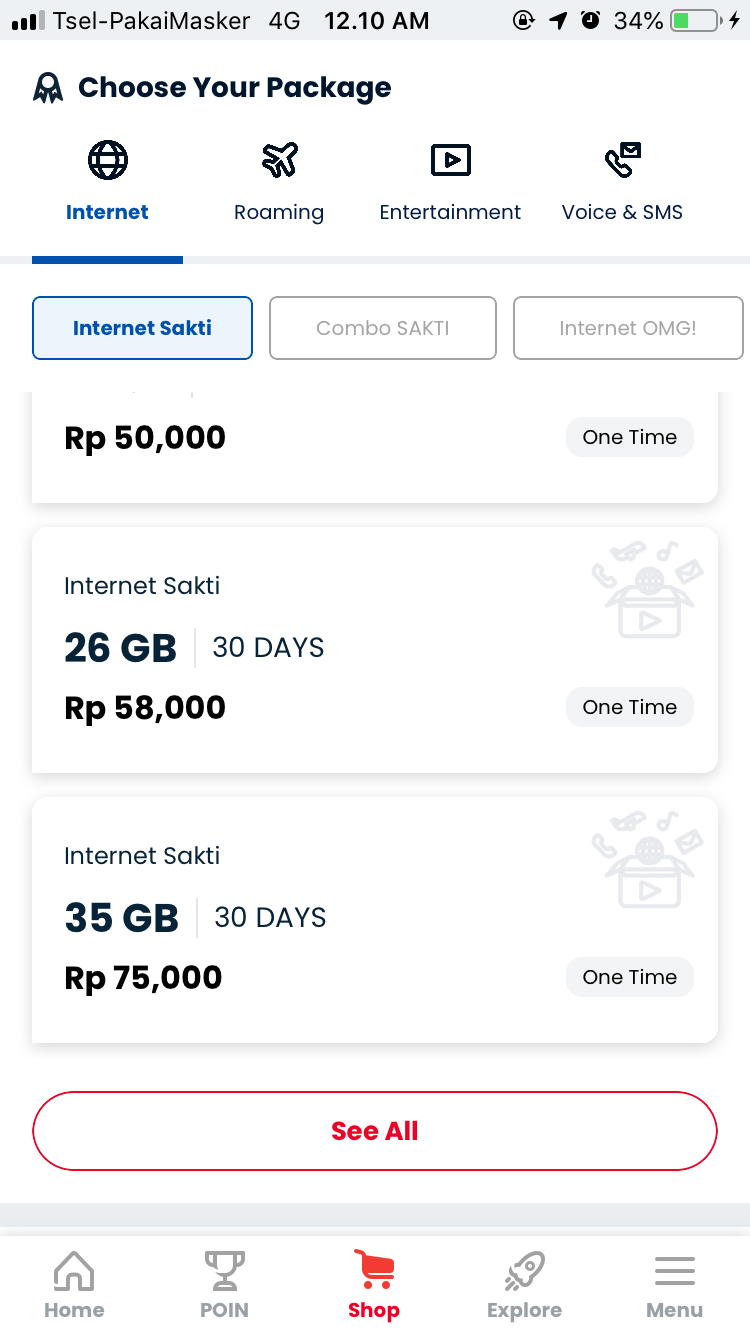 Tsel-PakaiMasker 4G 12.10 AM 34%
Choose Your Package
Internet Roaming Entertainment Voice & SMS
Internet Sakti Combo SAKTI Internet OMG!
Rp 50,000 One Time
Internet Sakti
26 GB 30 DAYS
Rp 58,000 One Time
Internet Sakti
35 GB 30 DAYS
Rp 75,000 One Time
See All
Home POIN Shop Explore Menu